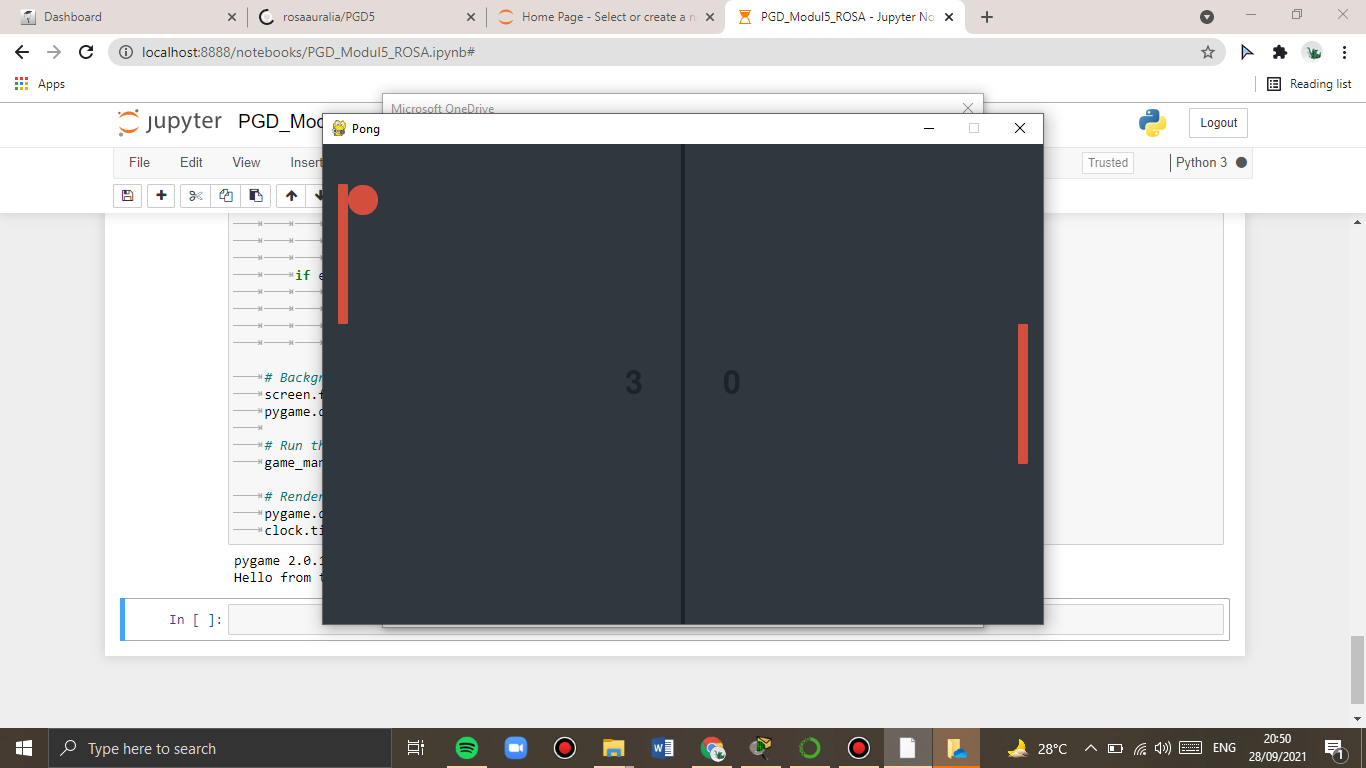 Dashboard
rosaauralia/PGD5
Home Page - Select or create a n
PGD_Modul5_ROSA - Jupyter No
localhost:8888/notebooks/PGD_Modul5_ROSA.ipynb#
Apps
Reading list
Microsoft OneDrive
jupyter
PGD_Mod
Logout
Pong
File
Edit
View
Insert
Trusted
Python 3
if e
3
0
# Backgr
screen.f
pygame.d
# Run th
game_man
# Render
pygame.d
clock.ti
pygame 2.0.1
Hello from t
In [ ]:
Type here to search
28°C
ENG
20:50
28/09/2021
1